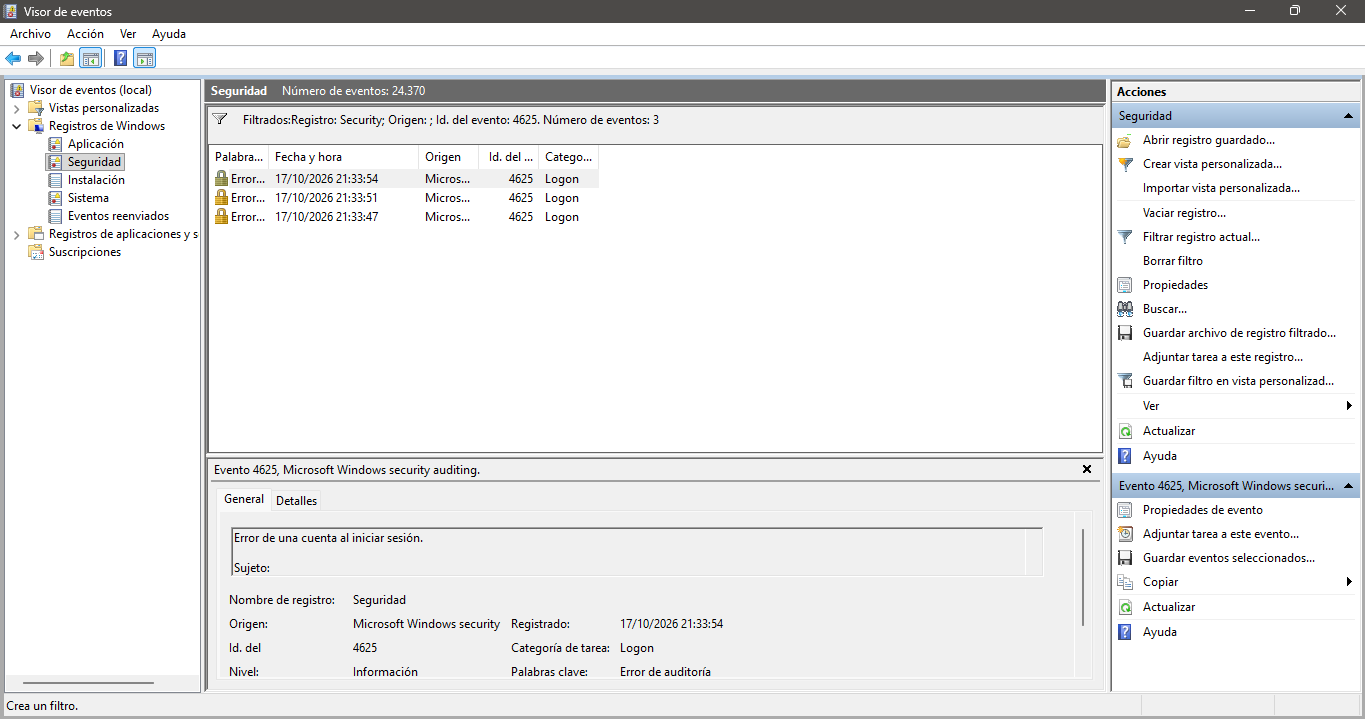 Visor de eventos
Archivo Acción Ver Ayuda
Visor de eventos (local)
Vistas personalizadas
Registros de Windows
Aplicación
Seguridad
Instalación
Sistema
Eventos reenviados
Registros de aplicaciones y s
Suscripciones
Seguridad Número de eventos: 24.370
Filtrados:Registro: Security; Origen: ; Id. del evento: 4625. Número de eventos: 3
Palabra... Fecha y hora Origen Id. del ... Catego...
Error... 17/10/2026 21:33:54 Micros... 4625 Logon
Error... 17/10/2026 21:33:51 Micros... 4625 Logon
Error... 17/10/2026 21:33:47 Micros... 4625 Logon
Evento 4625, Microsoft Windows security auditing.
General Detalles
Error de una cuenta al iniciar sesión.
Sujeto:
Nombre de registro: Seguridad
Origen: Microsoft Windows security Registrado: 17/10/2026 21:33:54
Id. del 4625 Categoría de tarea: Logon
Nivel: Información Palabras clave: Error de auditoría
Acciones
Seguridad
Abrir registro guardado...
Crear vista personalizada...
Importar vista personalizada...
Vaciar registro...
Filtrar registro actual...
Borrar filtro
Propiedades
Buscar...
Guardar archivo de registro filtrado...
Adjuntar tarea a este registro...
Guardar filtro en vista personalizad...
Ver
Actualizar
Ayuda
Evento 4625, Microsoft Windows securi...
Propiedades de evento
Adjuntar tarea a este evento...
Guardar eventos seleccionados...
Copiar
Actualizar
Ayuda
Crea un filtro.